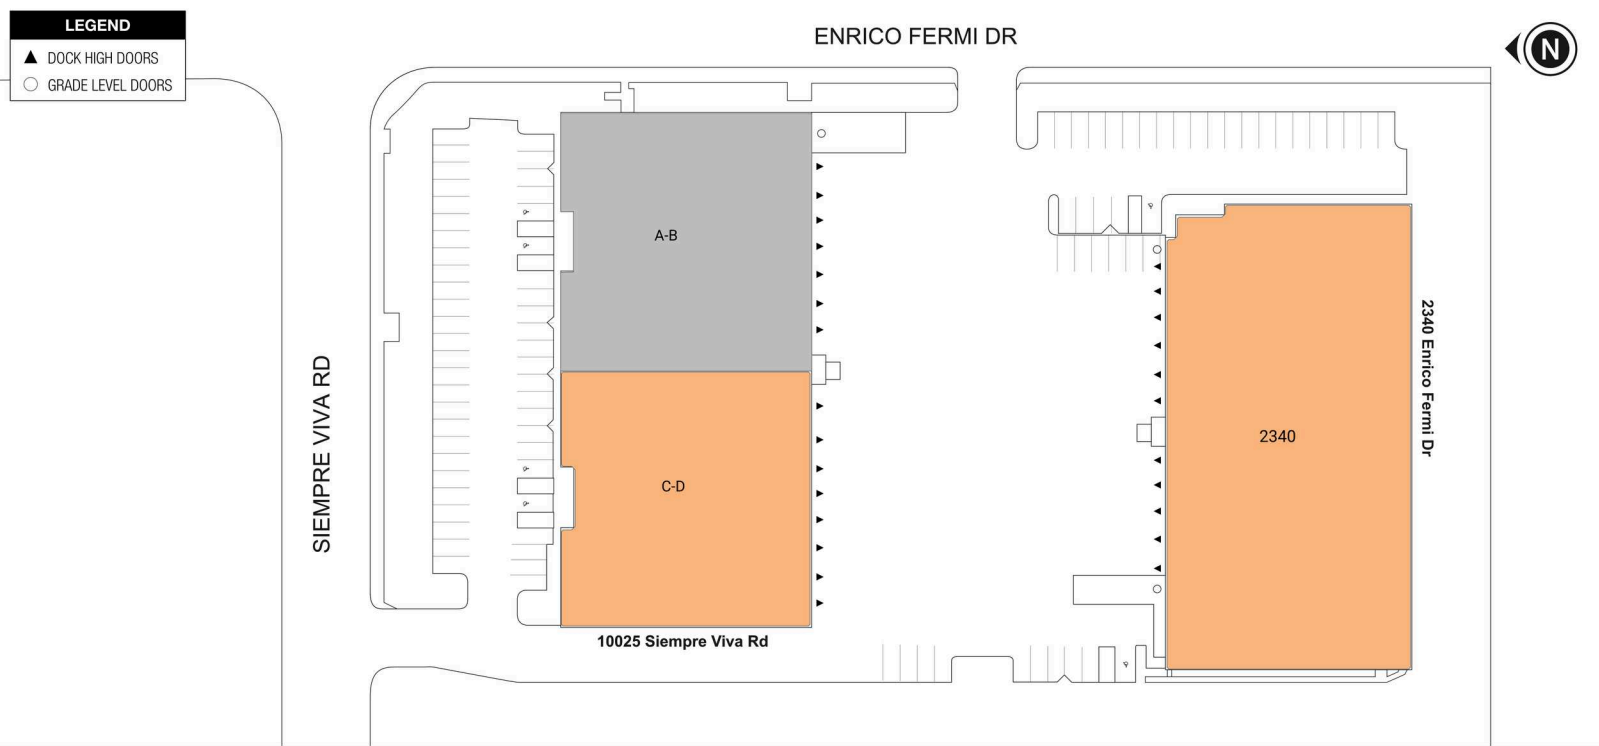 LEGEND
DOCK HIGH DOORS
GRADE LEVEL DOORS
ENRICO FERMI DR
N
A-B
SIEMPRE VIVA RD
2340 Enrico Fermi Dr
2340
C-D
10025 Siempre Viva Rd